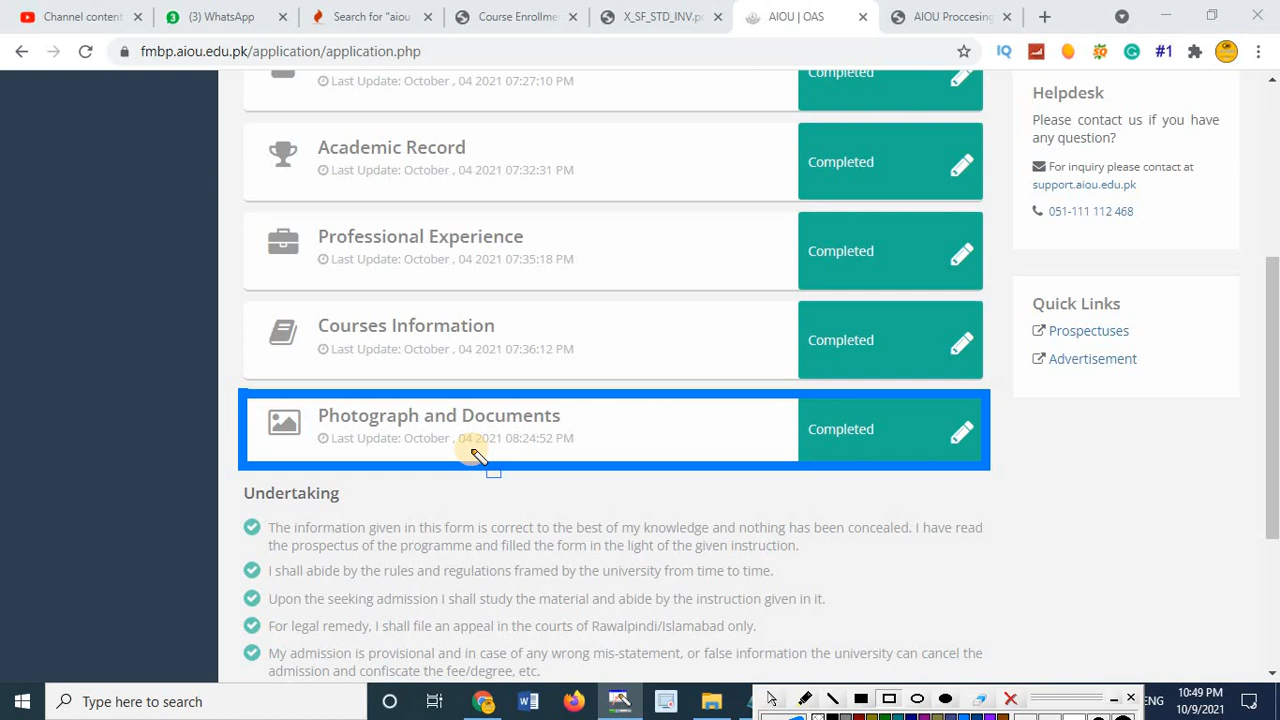 Channel content
(3) WhatsApp
Search for "aiou
Course Enrollme
X_SF_STD_INV.p
AIOU | OAS
AIOU Proccesing
fmbp.aiou.edu.pk/application/application.php
IQ
#1
Last Update: October , 04 2021 07:27:10 PM
Completed
Academic Record
Last Update: October , 04 2021 07:32:31 PM
Completed
Professional Experience
Last Update: October , 04 2021 07:35:18 PM
Completed
Courses Information
Last Update: October , 04 2021 07:36:12 PM
Completed
Photograph and Documents
Last Update: October , 04 2021 08:24:52 PM
Completed
Undertaking
The information given in this form is correct to the best of my knowledge and nothing has been concealed. I have read
the prospectus of the programme and filled the form in the light of the given instruction.
I shall abide by the rules and regulations framed by the university from time to time.
Upon the seeking admission I shall study the material and abide by the instruction given in it.
For legal remedy, I shall file an appeal in the courts of Rawalpindi/Islamabad only.
My admission is provisional and in case of any wrong mis-statement, or false information the university can cancel the
admission and confiscate the fee/degree, etc.
Helpdesk
Please contact us if you have
any question?
For inquiry please contact at
support.aiou.edu.pk
051-111 112 468
Quick Links
Prospectuses
Advertisement
Type here to search
ENG
10:49 PM
10/9/2021